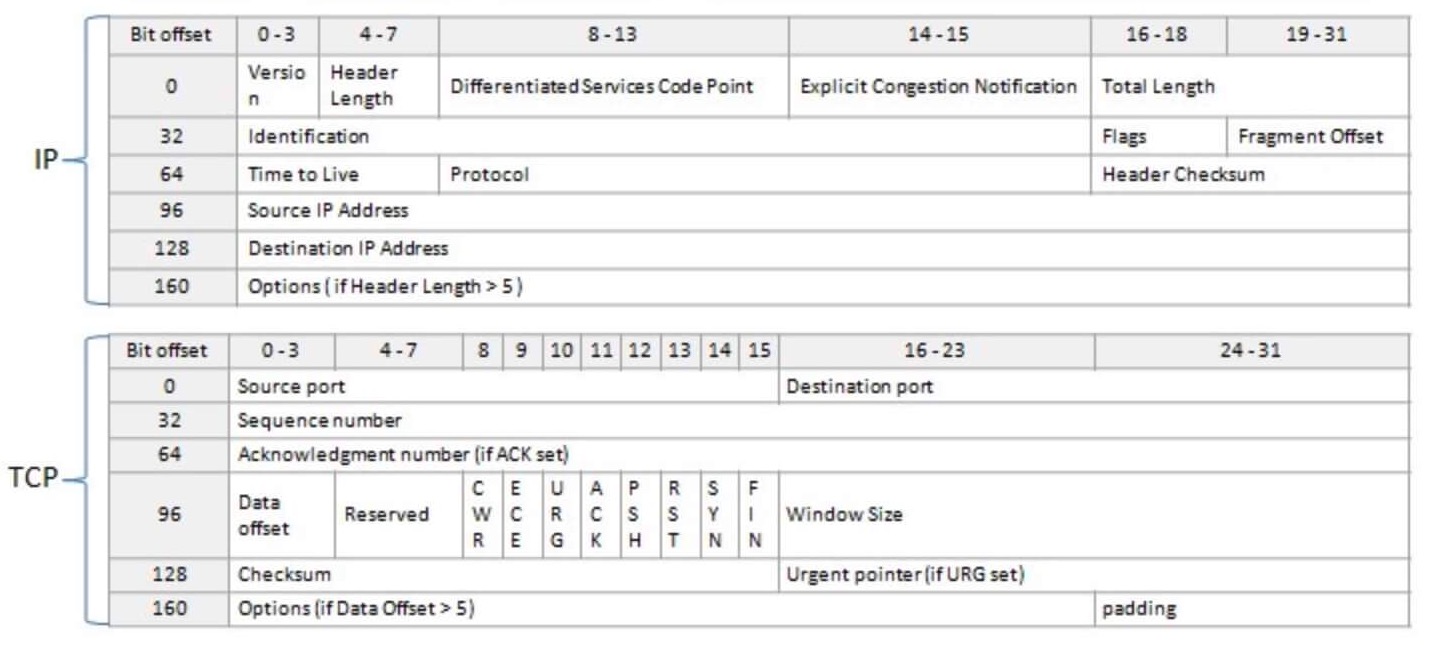 IP
Bit offset 0-3 4-7 8-13 14-15 16-18 19-31
0 Versio
n Header
Length Differentiated Services Code Point Explicit Congestion Notification Total Length
32 Identification Flags Fragment Offset
64 Time to Live Protocol Header Checksum
96 Source IP Address
128 Destination IP Address
160 Options ( if Header Length > 5 )
TCP
Bit offset 0-3 4-7 8 9 10 11 12 13 14 15 16-23 24-31
0 Source port Destination port
32 Sequence number
64 Acknowledgment number (if ACK set)
96 Data
offset Reserved CWR ECE URG ACK PSH RST SYN FIN Window Size
128 Checksum Urgent pointer (if URG set)
160 Options (if Data Offset > 5) padding